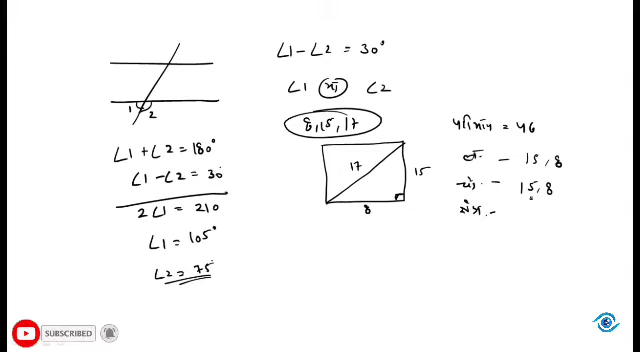 ∠1 - ∠2 = 30°
∠1 या ∠2
8,15,17
1 2
∠1 + ∠2 = 180°
∠1 - ∠2 = 30
2∠1 = 210
∠1 = 105°
∠2 = 75°
17
15
8
= 46
- 15, 8
- 15, 8
SUBSCRIBED